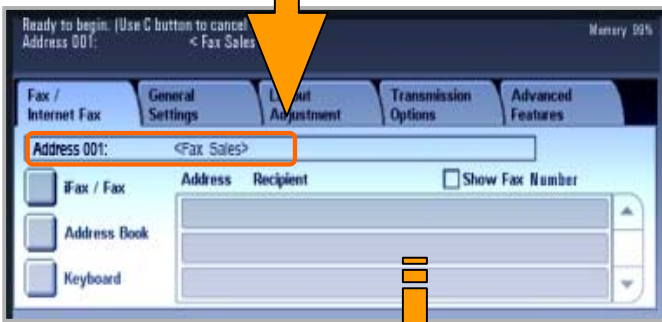 Ready to begin. (Use C button to cancel
Memory 99%
Address 001: < Fax Sales
Fax / Internet Fax
General Settings
Adjustment
Transmission Options
Advanced Features
Address 001: <Fax Sales>
iFax / Fax
Address Recipient Show Fax Number
Address Book
Keyboard